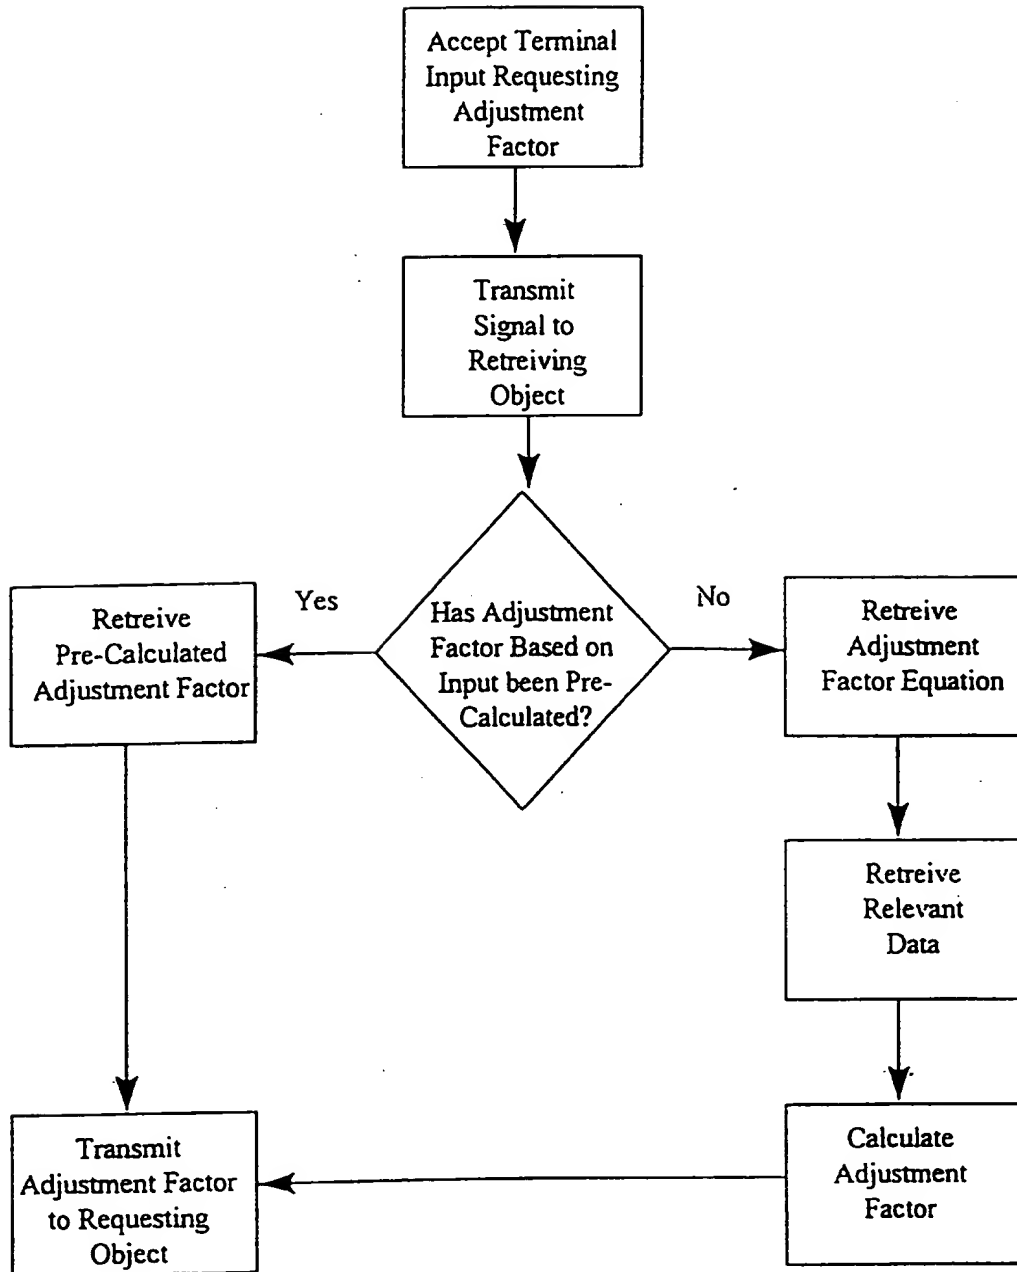 Accept Terminal
Input Requesting
Adjustment
Factor
Transmit
Signal to
Retreiving
Object
Has Adjustment
Factor Based on
Input been Pre-
Calculated?
Yes
No
Retreive
Pre-Calculated
Adjustment Factor
Retreive
Adjustment
Factor Equation
Retreive
Relevant
Data
Calculate
Adjustment
Factor
Transmit
Adjustment Factor
to Requesting
Object